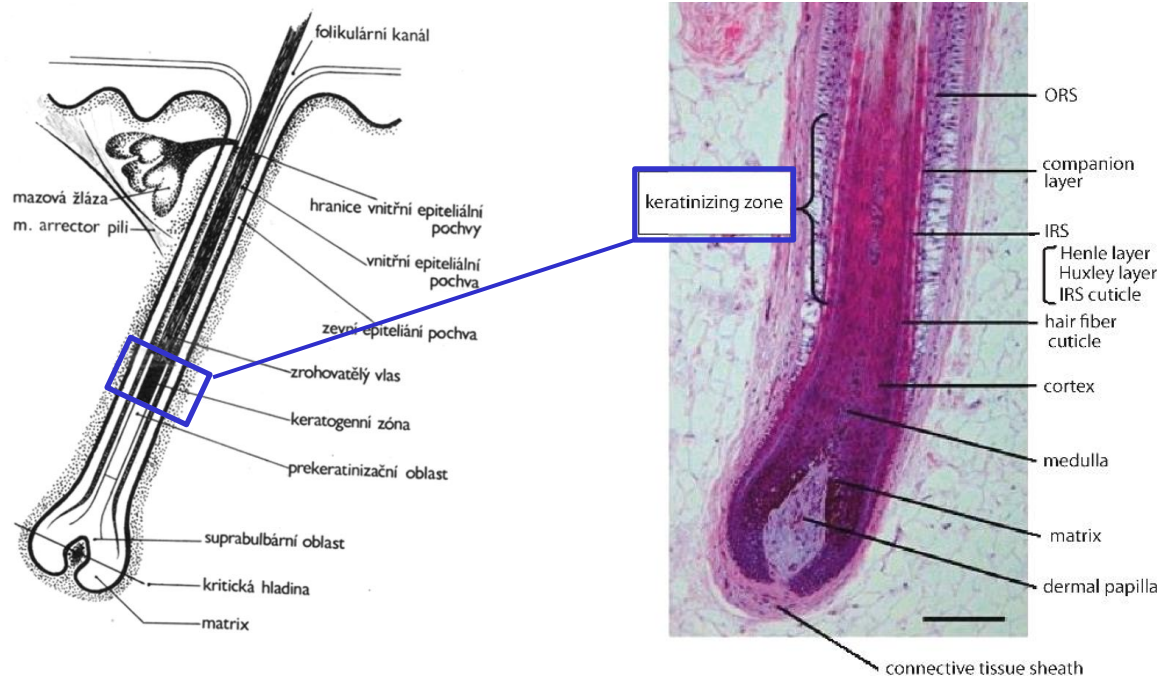 folikulární kanál
mazová žláza
m. arrector pili
hranice vnitřní epiteliální
pochvy
vnitřní epiteliální
pochva
zevní epiteliání pochva
zrohovatělý vlas
keratogenní zóna
prekeratinizační oblast
suprabulbární oblast
kritická hladina
matrix
keratinizing zone
ORS
companion
layer
IRS
Henle layer
Huxley layer
IRS cuticle
hair fiber
cuticle
cortex
medulla
matrix
dermal papilla
connective tissue sheath